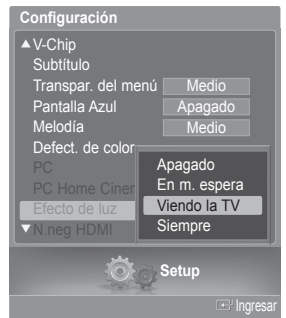 Configuración
▲ V-Chip
Subtítulo
Transpar. del menú Medio
Pantalla Azul Apagado
Melodía Medio
Defect. de color
PC
PC Home Ciner
Efecto de luz
▼ N.neg HDMI
Apagado
En m. espera
Viendo la TV
Siempre
Setup
Ingresar